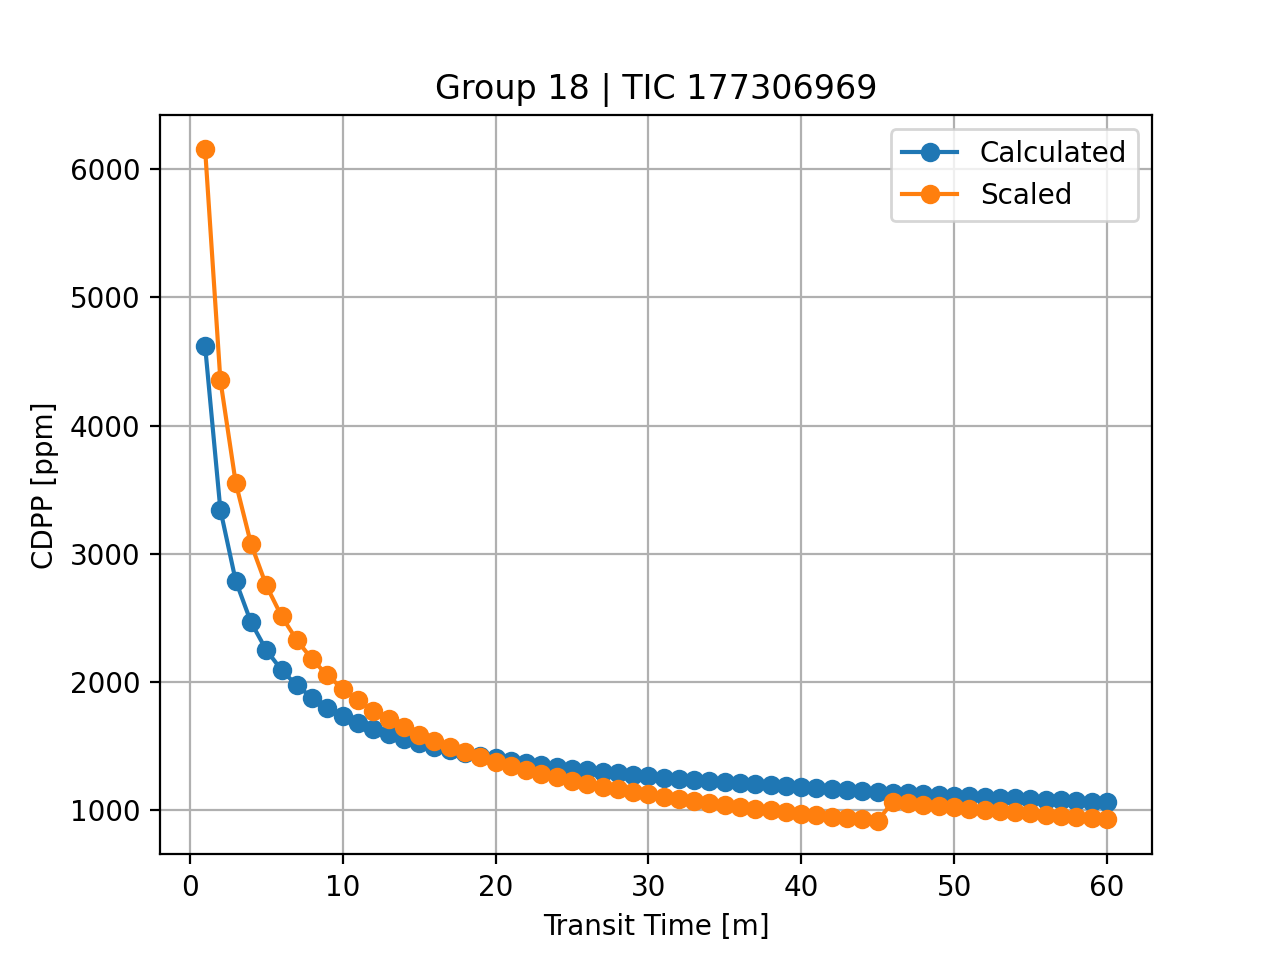 Group 18 | TIC 177306969
Calculated
Scaled
6000
5000
4000
3000
2000
1000
CDPP [ppm]
0 10 20 30 40 50 60
Transit Time [m]